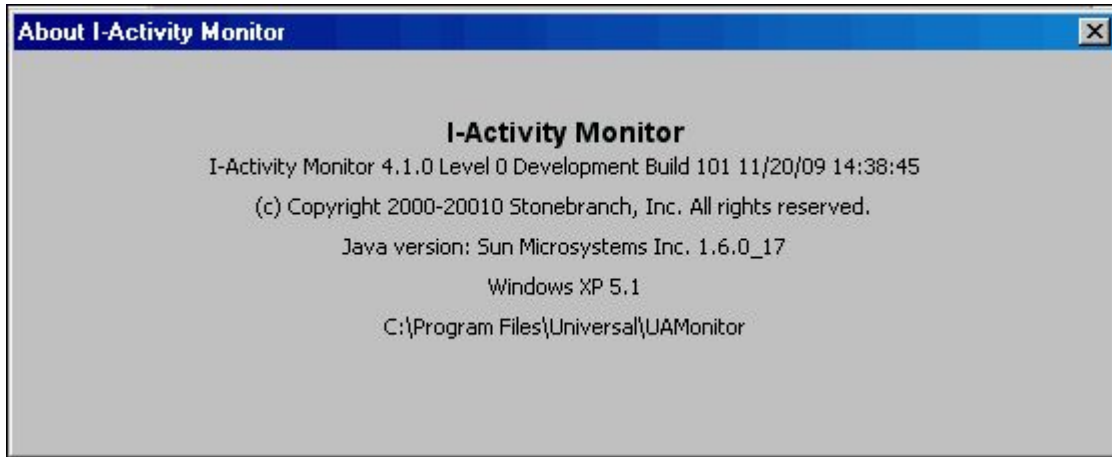 About I-Activity Monitor
I-Activity Monitor
I-Activity Monitor 4.1.0 Level 0 Development Build 101 11/20/09 14:38:45
(c) Copyright 2000-20010 Stonebranch, Inc. All rights reserved.
Java version: Sun Microsystems Inc. 1.6.0_17
Windows XP 5.1
C:\Program Files\Universal\UAMonitor